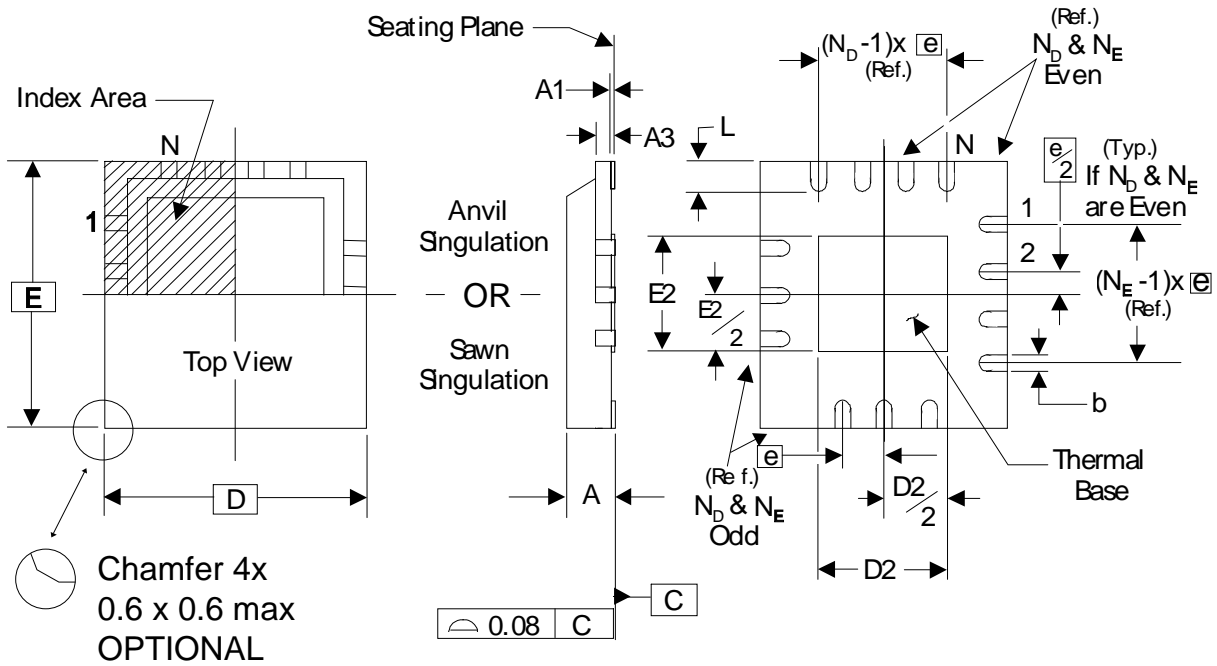 Seating Plane
Index Area
N
1
E
Top View
D
Chamfer 4x
0.6 x 0.6 max
OPTIONAL
A1
A3
L
Anvil
Singulation
OR
Sawn
Singulation
A
0.08 C
C
(N_D -1)x e
(Ref.)
(Ref.)
N_D & N_E
Even
N
e/2
(Typ.)
If N_D & N_E
are Even
1
2
(N_E -1)x e
(Ref.)
E2
E2/2
b
e
(Ref.)
N_D & N_E
Odd
D2/2
D2
Thermal
Base